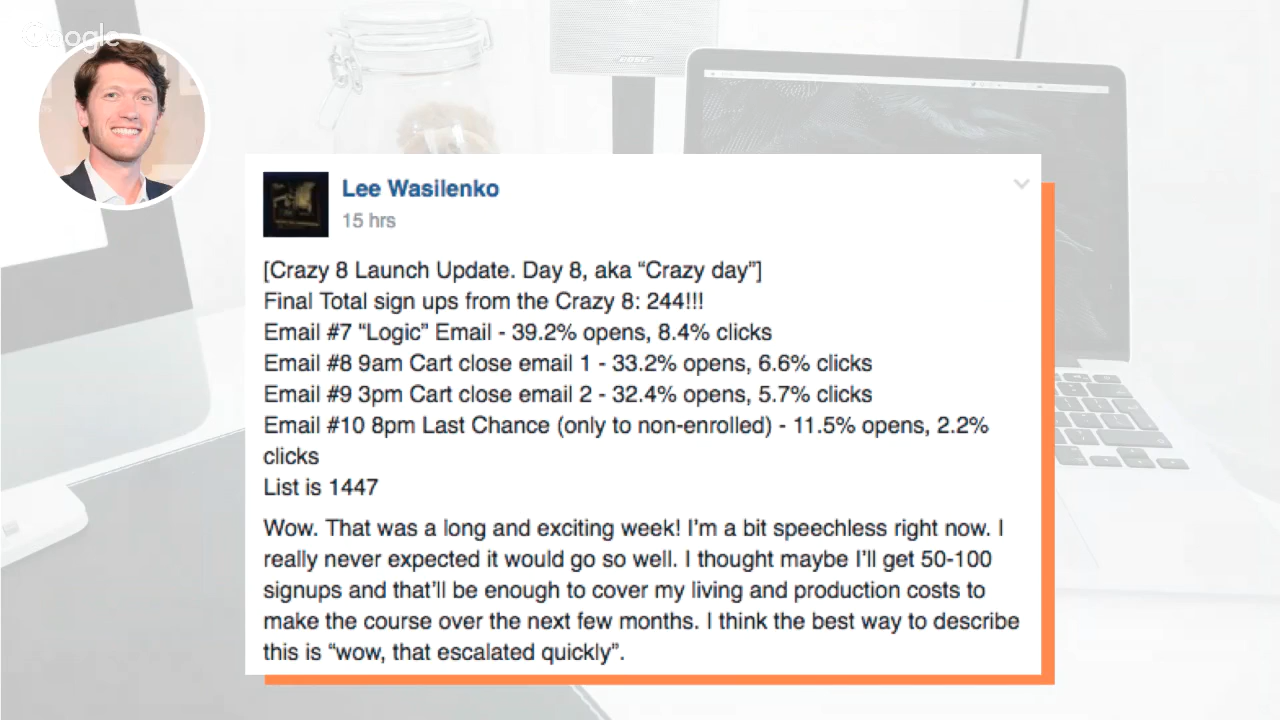 Google
BOSE
Lee Wasilenko
15 hrs
[Crazy 8 Launch Update. Day 8, aka “Crazy day”]
Final Total sign ups from the Crazy 8: 244!!!
Email #7 “Logic” Email - 39.2% opens, 8.4% clicks
Email #8 9am Cart close email 1 - 33.2% opens, 6.6% clicks
Email #9 3pm Cart close email 2 - 32.4% opens, 5.7% clicks
Email #10 8pm Last Chance (only to non-enrolled) - 11.5% opens, 2.2%
clicks
List is 1447
Wow. That was a long and exciting week! I’m a bit speechless right now. I
really never expected it would go so well. I thought maybe I’ll get 50-100
signups and that’ll be enough to cover my living and production costs to
make the course over the next few months. I think the best way to describe
this is “wow, that escalated quickly”.